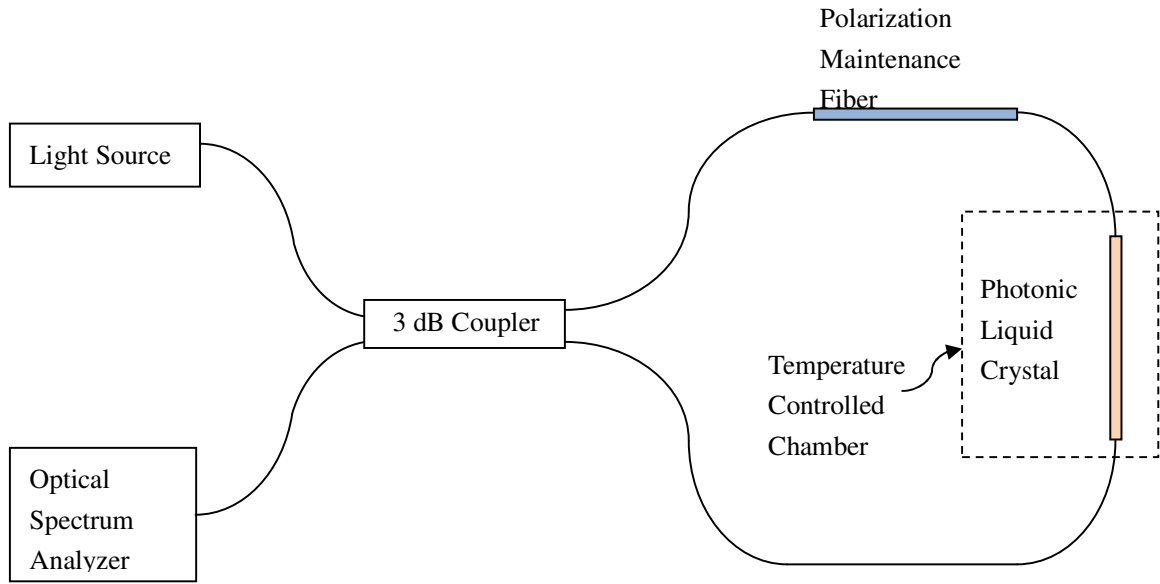 Polarization
Maintenance
Fiber
Light Source
Photonic
Liquid
Crystal
3 dB Coupler
Temperature
Controlled
Chamber
Optical
Spectrum
Analyzer